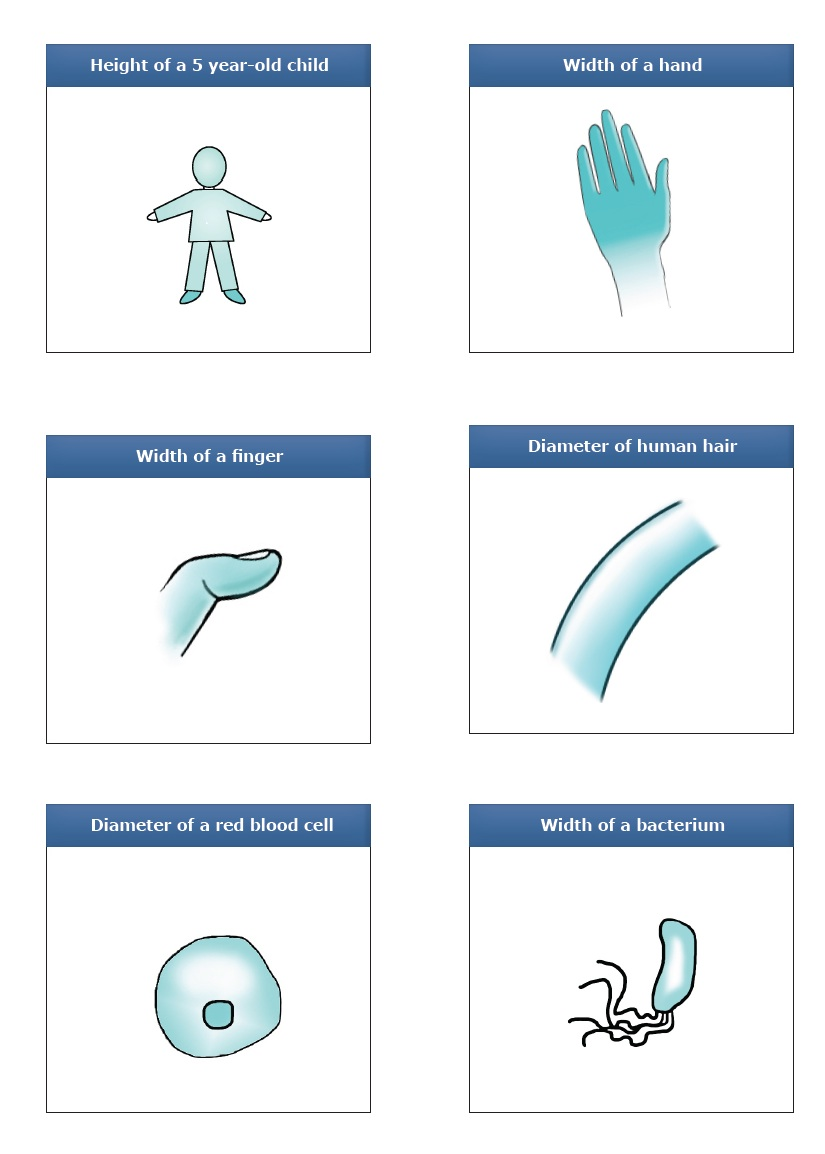 Height of a 5 year-old child
Width of a hand
Width of a finger
Diameter of human hair
Diameter of a red blood cell
Width of a bacterium